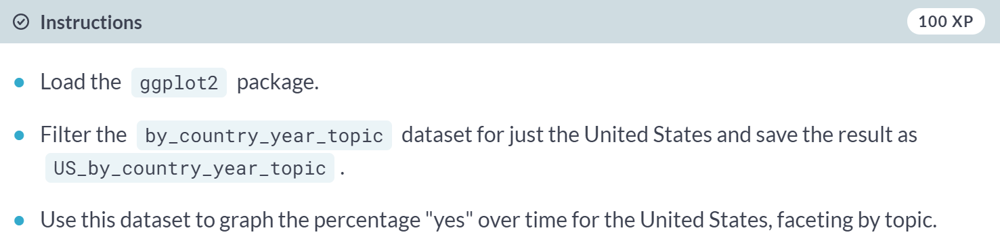 Instructions 100 XP
Load the ggplot2 package.
Filter the by_country_year_topic dataset for just the United States and save the result as
US_by_country_year_topic .
Use this dataset to graph the percentage "yes" over time for the United States, faceting by topic.